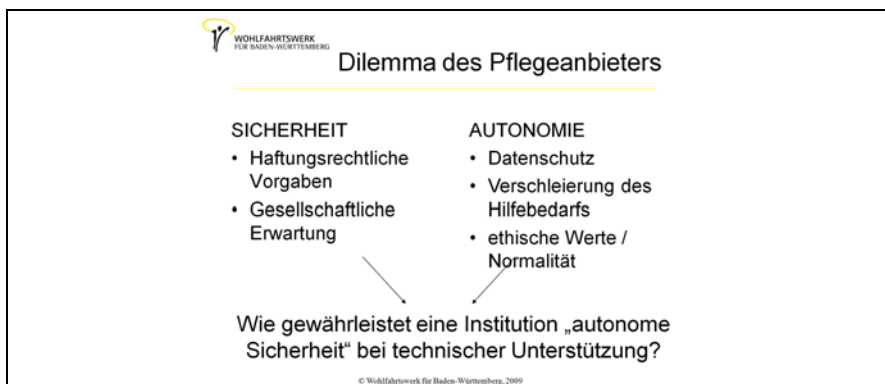 WOHLFAHRTSWERK
FÜR BADEN-WÜRTTEMBERG
Dilemma des Pflegeanbieters
SICHERHEIT
• Haftungsrechtliche
Vorgaben
• Gesellschaftliche
Erwartung
AUTONOMIE
• Datenschutz
• Verschleierung des
Hilfebedarfs
• ethische Werte /
Normalität
Wie gewährleistet eine Institution „autonome
Sicherheit“ bei technischer Unterstützung?
© Wohlfahrtswerk für Baden-Württemberg, 2009